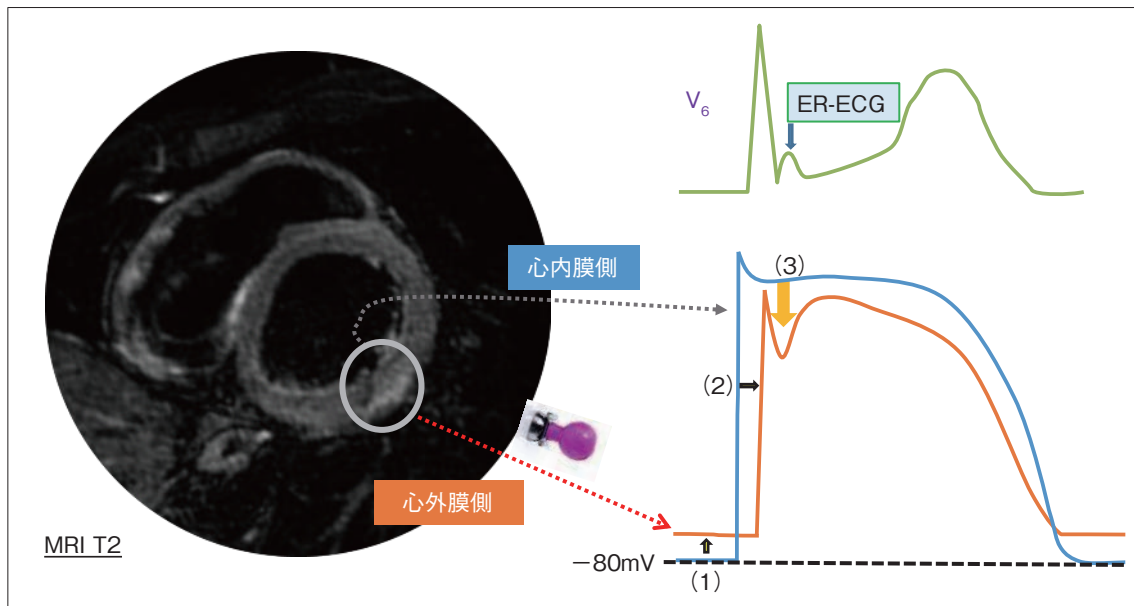 V₆
ER-ECG
心内膜側
(3)
(2)
心外膜側
MRI T2
−80mV
(1)